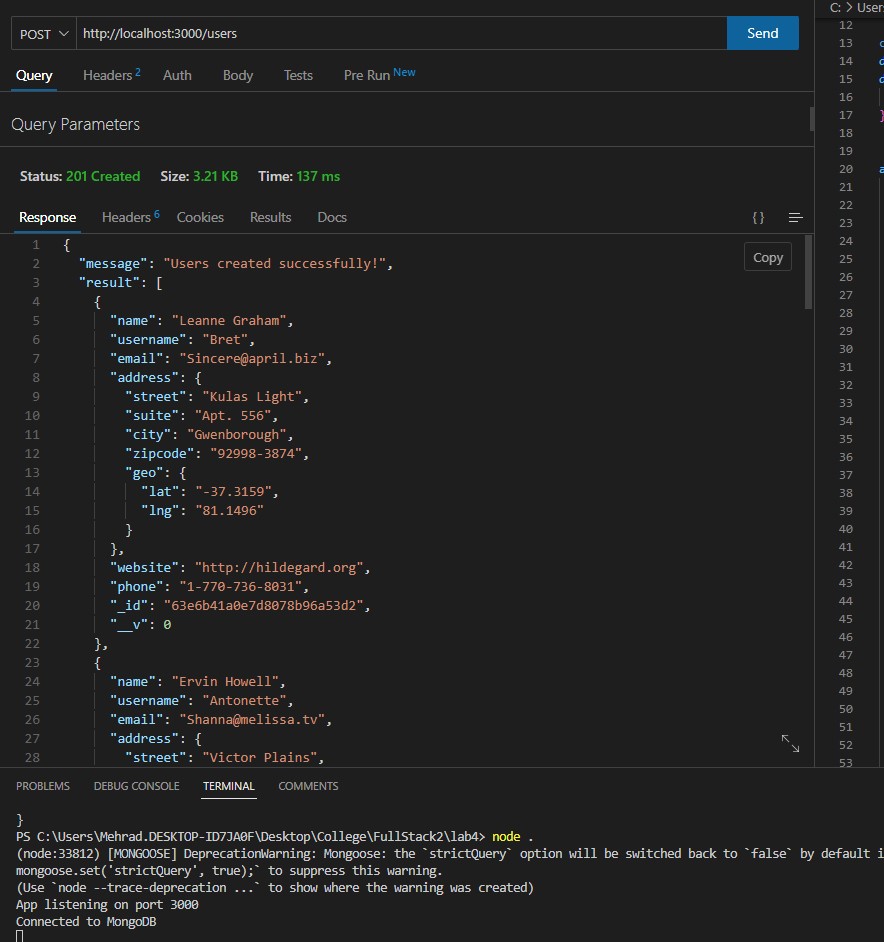 POST http://localhost:3000/users Send
Query Headers 2 Auth Body Tests Pre Run New
Query Parameters
Status: 201 Created Size: 3.21 KB Time: 137 ms
Response Headers 6 Cookies Results Docs { }
Copy
1 {
2 "message": "Users created successfully!",
3 "result": [
4 {
5 "name": "Leanne Graham",
6 "username": "Bret",
7 "email": "Sincere@april.biz",
8 "address": {
9 "street": "Kulas Light",
10 "suite": "Apt. 556",
11 "city": "Gwenborough",
12 "zipcode": "92998-3874",
13 "geo": {
14 "lat": "-37.3159",
15 "lng": "81.1496"
16 }
17 },
18 "website": "http://hildegard.org",
19 "phone": "1-770-736-8031",
20 "_id": "63e6b41a0e7d8078b96a53d2",
21 "__v": 0
22 },
23 {
24 "name": "Ervin Howell",
25 "username": "Antonette",
26 "email": "Shanna@melissa.tv",
27 "address": {
28 "street": "Victor Plains",
C: > Users
12
13
14
15
16
17 }
18
19
20 a
21
22
23
24
25
26
27
28
29
30
31
32
33
34
35
36
37
38
39
40
41
42
43
44
45
46
47
48
49
50
51
52
53
PROBLEMS DEBUG CONSOLE TERMINAL COMMENTS
}
PS C:\Users\Mehrad.DESKTOP-ID7JA0F\Desktop\College\FullStack2\lab4> node .
(node:33812) [MONGOOSE] DeprecationWarning: Mongoose: the `strictQuery` option will be switched back to `false` by default i
mongoose.set('strictQuery', true);` to suppress this warning.
(Use `node --trace-deprecation ...` to show where the warning was created)
App listening on port 3000
Connected to MongoDB